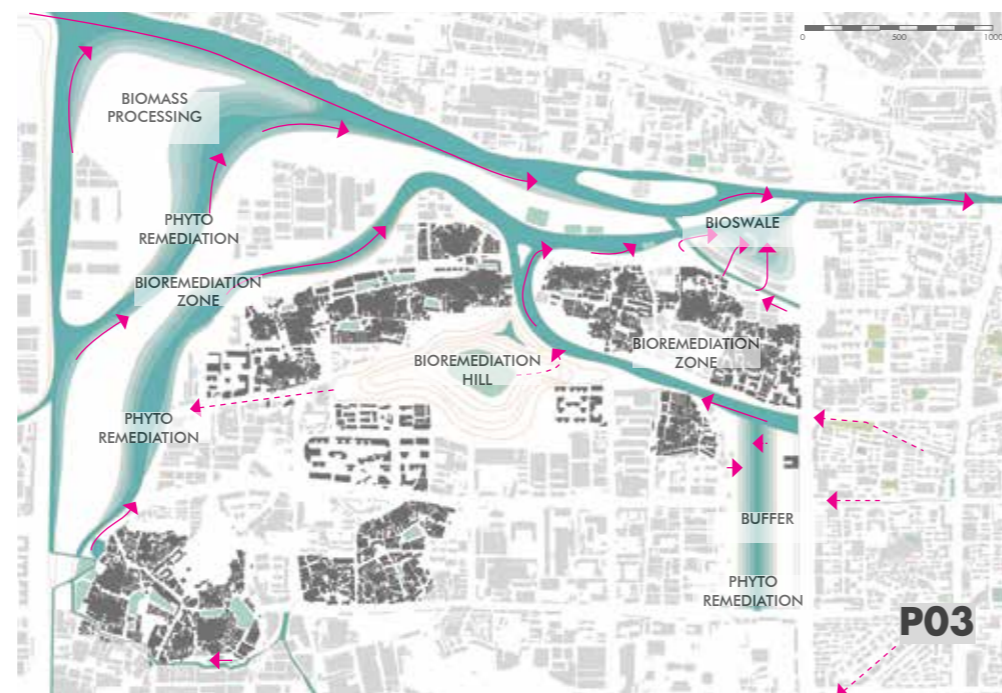 0 500 1000
BIOMASS
PROCESSING
PHYTO
REMEDIATION
BIOSWALE
BIOREMEDIATION
ZONE
BIOREMEDIATION
HILL
BIOREMEDIATION
ZONE
PHYTO
REMEDIATION
BUFFER
PHYTO
REMEDIATION
P03